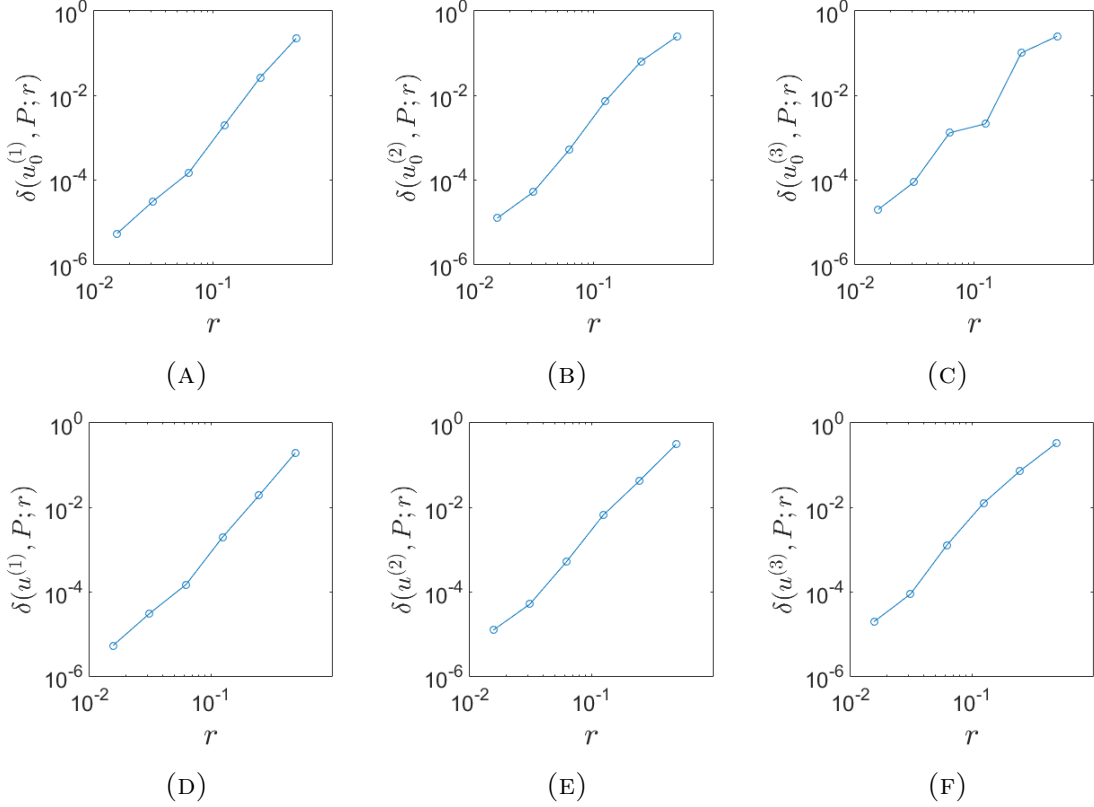 10^0 10^0 10^0
10^-2 10^-2 10^-2
10^-4 10^-4 10^-4
10^-6 10^-6 10^-6
δ(u_0^(1), P; r) δ(u_0^(2), P; r) δ(u_0^(3), P; r)
10^-2 10^-1 10^-2 10^-1 10^-2 10^-1
r r r
(A) (B) (C)
10^0 10^0 10^0
10^-2 10^-2 10^-2
10^-4 10^-4 10^-4
10^-6 10^-6 10^-6
δ(u^(1), P; r) δ(u^(2), P; r) δ(u^(3), P; r)
10^-2 10^-1 10^-2 10^-1 10^-2 10^-1
r r r
(D) (E) (F)